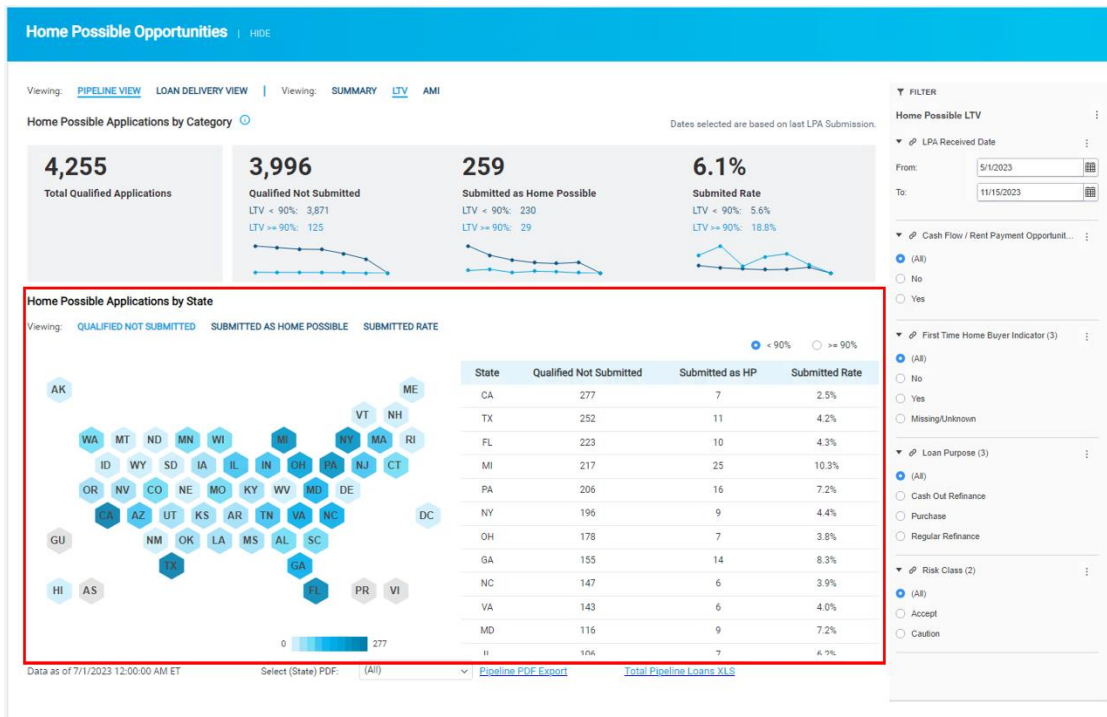 Home Possible Opportunities | HIDE
Viewing: PIPELINE VIEW LOAN DELIVERY VIEW | Viewing: SUMMARY LTV AMI
Home Possible Applications by Category
Dates selected are based on last LPA Submission.
4,255
Total Qualified Applications
3,996
Qualified Not Submitted
LTV < 90%: 3,871
LTV >= 90%: 125
259
Submitted as Home Possible
LTV < 90%: 230
LTV >= 90%: 29
6.1%
Submited Rate
LTV < 90%: 5.6%
LTV >= 90%: 18.8%
Home Possible Applications by State
Viewing: QUALIFIED NOT SUBMITTED SUBMITTED AS HOME POSSIBLE SUBMITTED RATE
< 90% >= 90%
AK ME
VT NH
WA MT ND MN WI MI NY MA RI
ID WY SD IA IL IN OH PA NJ CT
OR NV CO NE MO KY WV MD DE
CA AZ UT KS AR TN VA NC DC
GU NM OK LA MS AL SC
TX GA
HI AS FL PR VI
0 277
State Qualified Not Submitted Submitted as HP Submitted Rate
CA 277 7 2.5%
TX 252 11 4.2%
FL 223 10 4.3%
MI 217 25 10.3%
PA 206 16 7.2%
NY 196 9 4.4%
OH 178 7 3.8%
GA 155 14 8.3%
NC 147 6 3.9%
VA 143 6 4.0%
MD 116 9 7.2%
IL 106 7 6.2%
Data as of 7/1/2023 12:00:00 AM ET Select (State) PDF: (All) Pipeline PDF Export Total Pipeline Loans XLS
FILTER
Home Possible LTV
LPA Received Date
From: 5/1/2023
To: 11/15/2023
Cash Flow / Rent Payment Opportunit...
(All)
No
Yes
First Time Home Buyer Indicator (3)
(All)
No
Yes
Missing/Unknown
Loan Purpose (3)
(All)
Cash Out Refinance
Purchase
Regular Refinance
Risk Class (2)
(All)
Accept
Caution